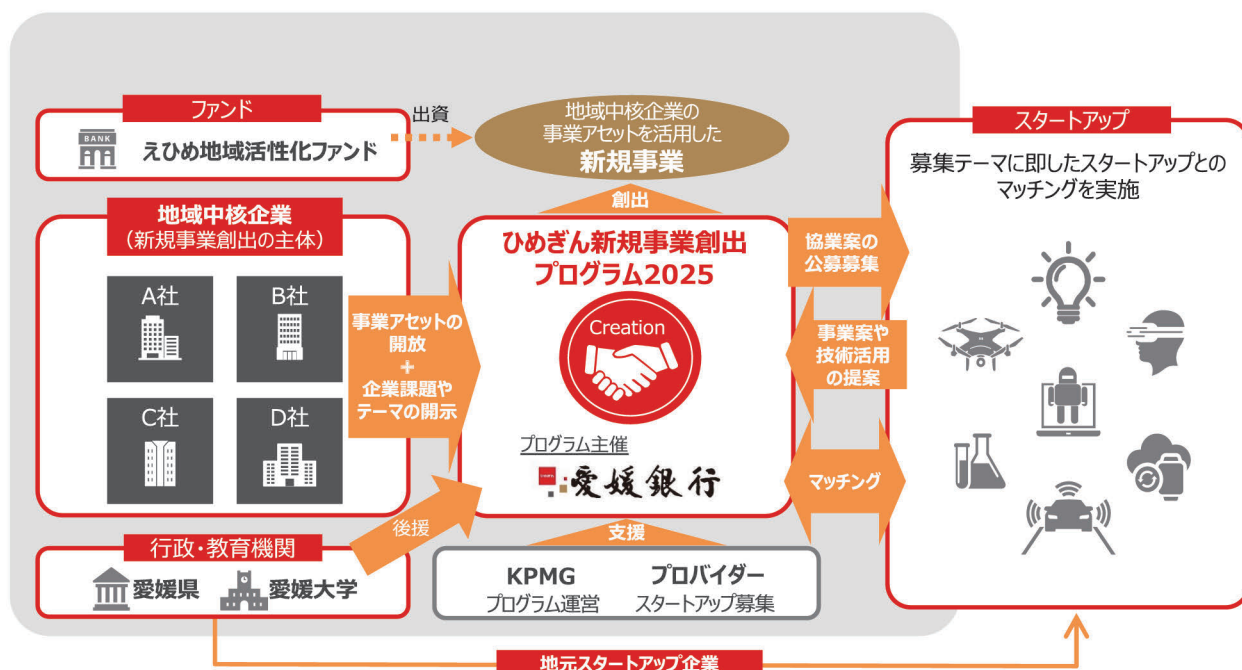 ファンド
BANK
えひめ地域活性化ファンド
出資
地域中核企業の
事業アセットを活用した
新規事業
創出
地域中核企業
(新規事業創出の主体)
A社
B社
C社
D社
事業アセットの
開放
+
企業課題や
テーマの開示
ひめぎん新規事業創出
プログラム2025
Creation
プログラム主催
愛媛銀行
協業案の
公募募集
事業案や
技術活用
の提案
マッチング
スタートアップ
募集テーマに即したスタートアップとの
マッチングを実施
行政・教育機関
愛媛県
愛媛大学
後援
支援
KPMG
プログラム運営
プロバイダー
スタートアップ募集
地元スタートアップ企業